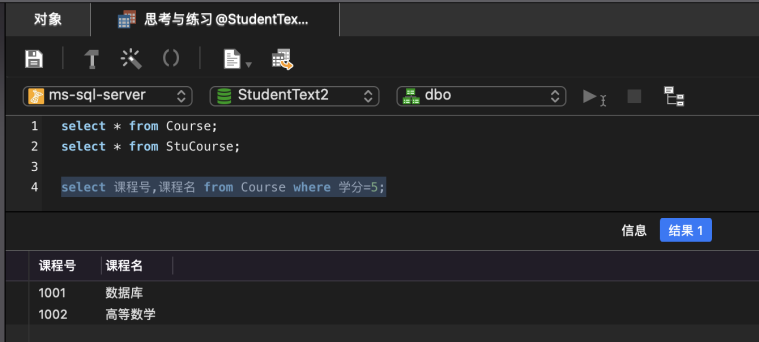 对象
思考与练习 @StudentTex...
ms-sql-server
StudentText2
dbo
1 select * from Course;
2 select * from StuCourse;
3
4 select 课程号,课程名 from Course where 学分=5;
信息
结果 1
课程号 课程名
1001 数据库
1002 高等数学